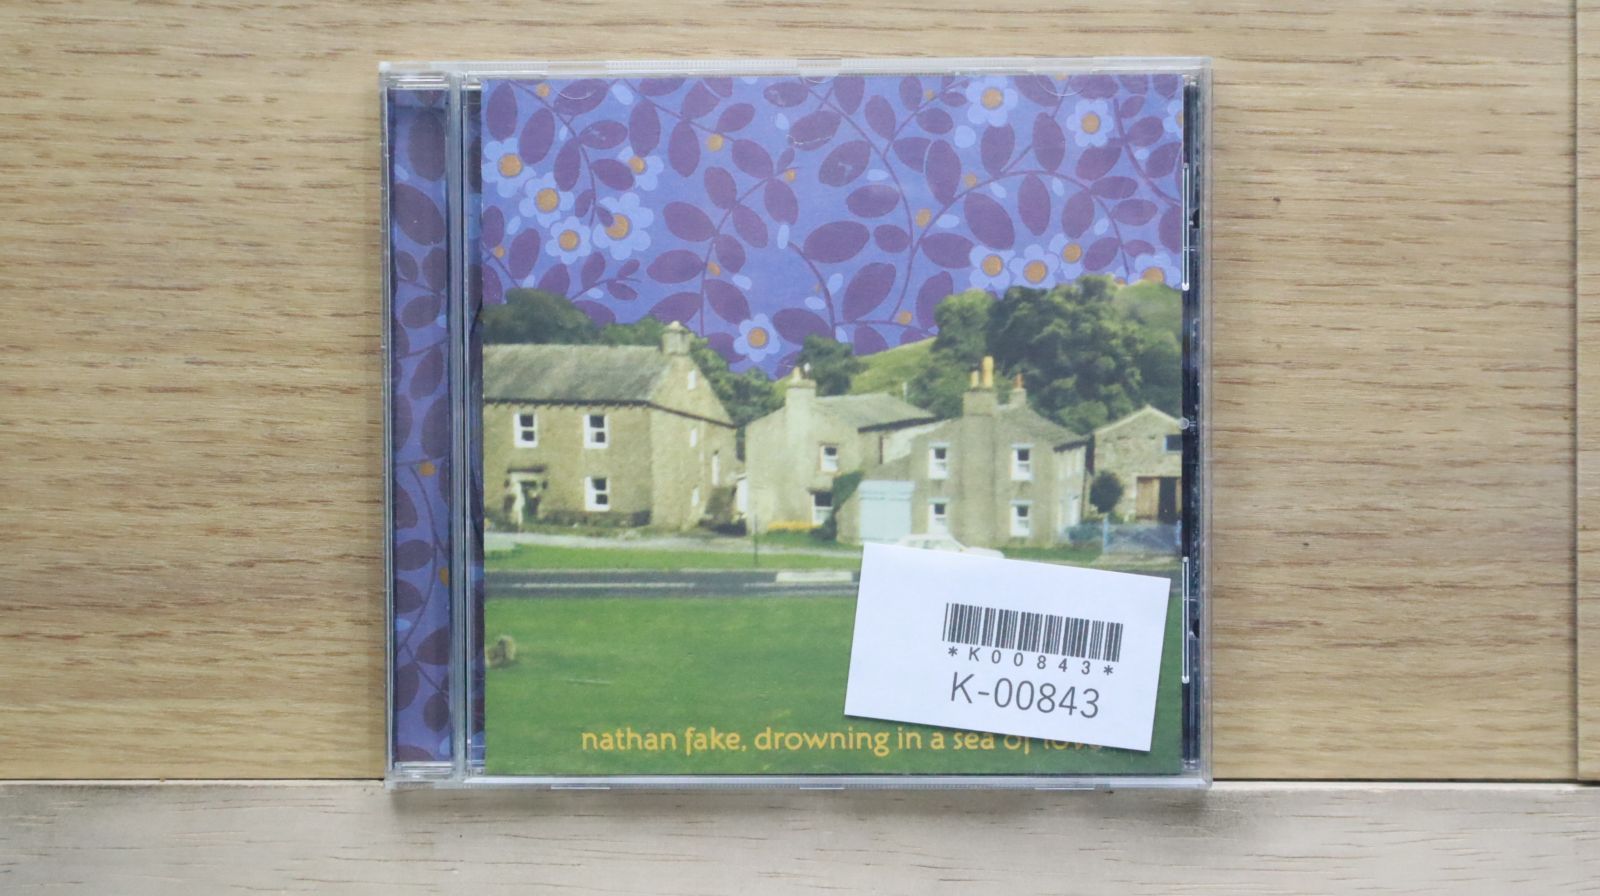 *K00843*
K-00843
nathan fake, drowning in a sea of